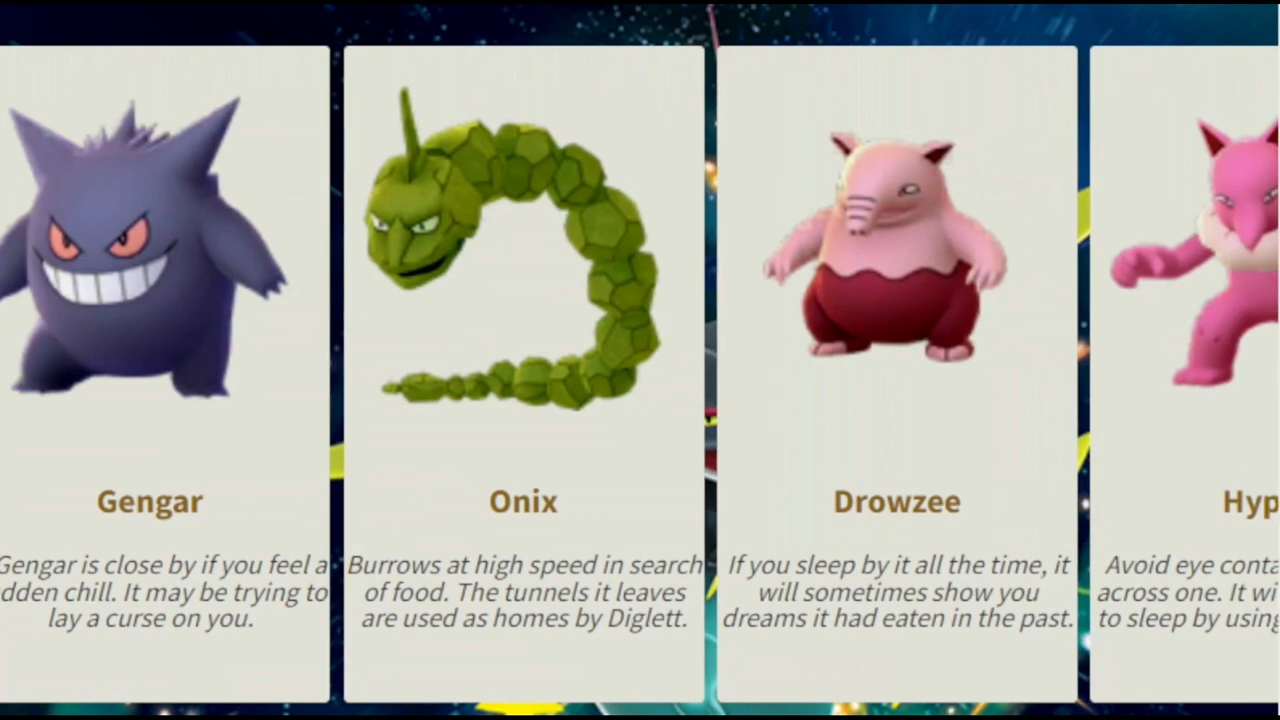 Gengar
Gengar is close by if you feel a
dden chill. It may be trying to
lay a curse on you.
Onix
Burrows at high speed in search
of food. The tunnels it leaves
are used as homes by Diglett.
Drowzee
If you sleep by it all the time, it
will sometimes show you
dreams it had eaten in the past.
Hyp
Avoid eye conta
across one. It wi
to sleep by using